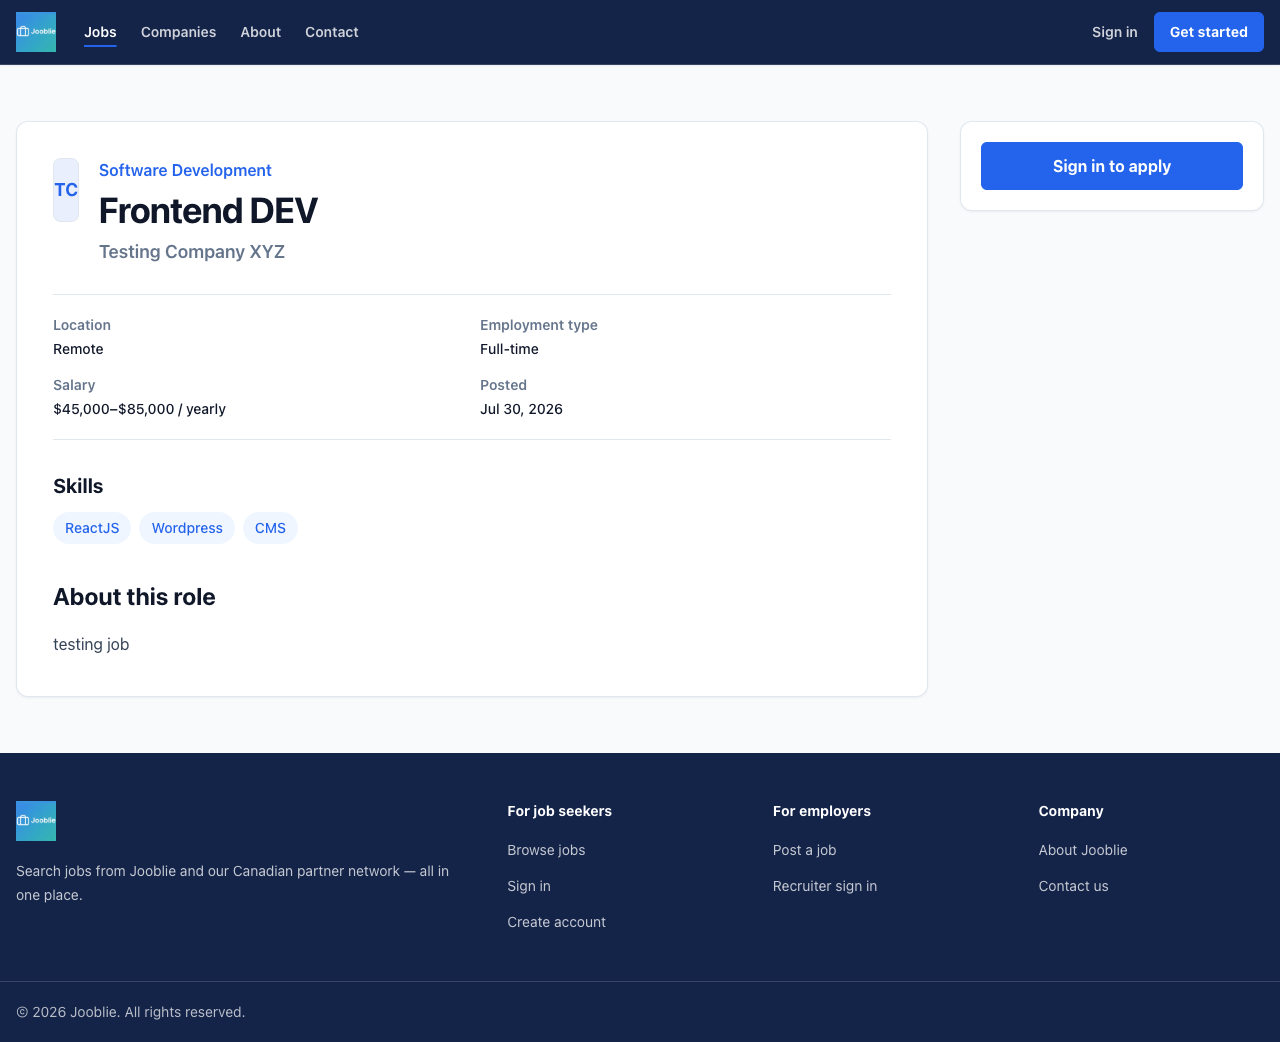 Jooblie
Jobs
Companies
About
Contact
Sign in
Get started
TC
Software Development
Frontend DEV
Testing Company XYZ
Location
Remote
Employment type
Full-time
Salary
$45,000–$85,000 / yearly
Posted
Jul 30, 2026
Skills
ReactJS
Wordpress
CMS
About this role
testing job
Sign in to apply
Jooblie
Search jobs from Jooblie and our Canadian partner network — all in
one place.
For job seekers
Browse jobs
Sign in
Create account
For employers
Post a job
Recruiter sign in
Company
About Jooblie
Contact us
© 2026 Jooblie. All rights reserved.